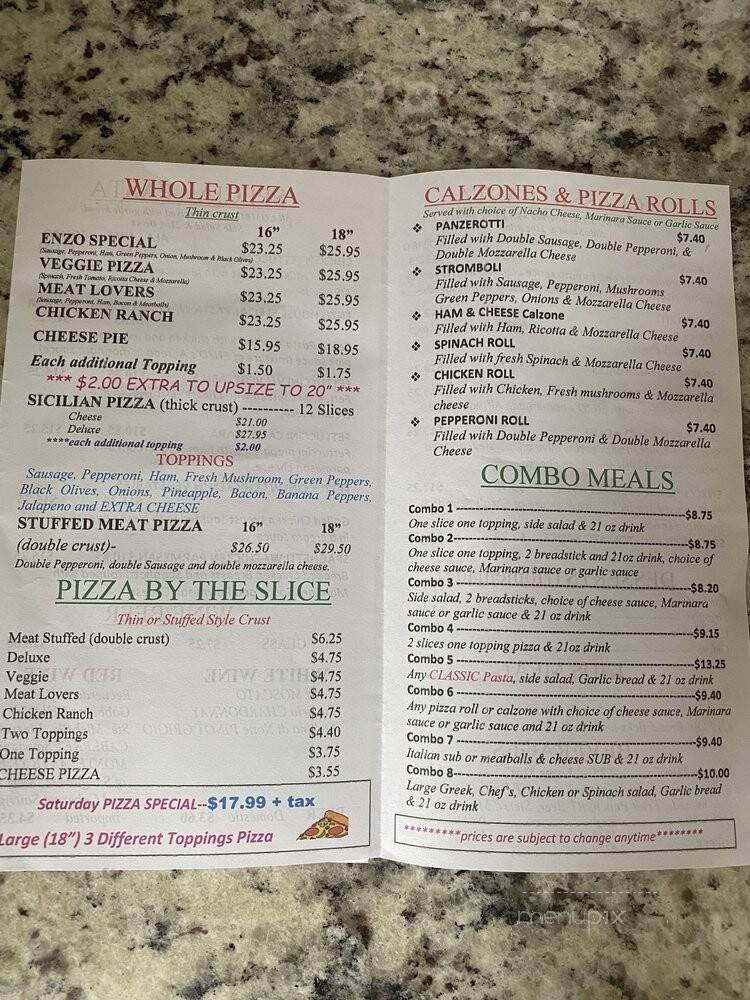 WHOLE PIZZA
Thin crust
16" 18"
ENZO SPECIAL $23.25 $25.95
(Sausage, Pepperoni, Ham, Green Peppers, Onion, Mushroom & Black Olives)
VEGGIE PIZZA $23.25 $25.95
(Spinach, Fresh Tomato, Ricotta Cheese & Mozzarella)
MEAT LOVERS $23.25 $25.95
(Sausage, Pepperoni, Ham, Bacon & Meatballs)
CHICKEN RANCH $23.25 $25.95
CHEESE PIE $15.95 $18.95
Each additional Topping $1.50 $1.75
*** $2.00 EXTRA TO UPSIZE TO 20" ***
SICILIAN PIZZA (thick crust) ---------- 12 Slices
Cheese $21.00
Deluxe $27.95
****each additional topping $2.00
TOPPINGS
Sausage, Pepperoni, Ham, Fresh Mushroom, Green Peppers,
Black Olives, Onions, Pineapple, Bacon, Banana Peppers,
Jalapeno and EXTRA CHEESE
STUFFED MEAT PIZZA 16" 18"
(double crust)- $26.50 $29.50
Double Pepperoni, double Sausage and double mozzarella cheese.
PIZZA BY THE SLICE
Thin or Stuffed Style Crust
Meat Stuffed (double crust) $6.25
Deluxe $4.75
Veggie $4.75
Meat Lovers $4.75
Chicken Ranch $4.75
Two Toppings $4.40
One Topping $3.75
CHEESE PIZZA $3.55
Saturday PIZZA SPECIAL--$17.99 + tax
Large (18") 3 Different Toppings Pizza
CALZONES & PIZZA ROLLS
Served with choice of Nacho Cheese, Marinara Sauce or Garlic Sauce
❖ PANZEROTTI $7.40
Filled with Double Sausage, Double Pepperoni, &
Double Mozzarella Cheese
❖ STROMBOLI $7.40
Filled with Sausage, Pepperoni, Mushrooms
Green Peppers, Onions & Mozzarella Cheese
❖ HAM & CHEESE Calzone $7.40
Filled with Ham, Ricotta & Mozzarella Cheese
❖ SPINACH ROLL $7.40
Filled with fresh Spinach & Mozzarella Cheese
❖ CHICKEN ROLL $7.40
Filled with Chicken, Fresh mushrooms & Mozzarella
cheese
❖ PEPPERONI ROLL $7.40
Filled with Double Pepperoni & Double Mozzarella
Cheese
COMBO MEALS
Combo 1 ---------------------------------------------$8.75
One slice one topping, side salad & 21 oz drink
Combo 2---------------------------------------------$8.75
One slice one topping, 2 breadstick and 21oz drink, choice of
cheese sauce, Marinara sauce or garlic sauce
Combo 3 ---------------------------------------------$8.20
Side salad, 2 breadsticks, choice of cheese sauce, Marinara
sauce or garlic sauce & 21 oz drink
Combo 4 ---------------------------------------------$9.15
2 slices one topping pizza & 21oz drink
Combo 5 ---------------------------------------------$13.25
Any CLASSIC Pasta, side salad, Garlic bread & 21 oz drink
Combo 6 ---------------------------------------------$9.40
Any pizza roll or calzone with choice of cheese sauce, Marinara
sauce or garlic sauce and 21 oz drink
Combo 7 ---------------------------------------------$9.40
Italian sub or meatballs & cheese SUB & 21 oz drink
Combo 8---------------------------------------------$10.00
Large Greek, Chef's, Chicken or Spinach salad, Garlic bread
& 21 oz drink
*********prices are subject to change anytime********
menupix